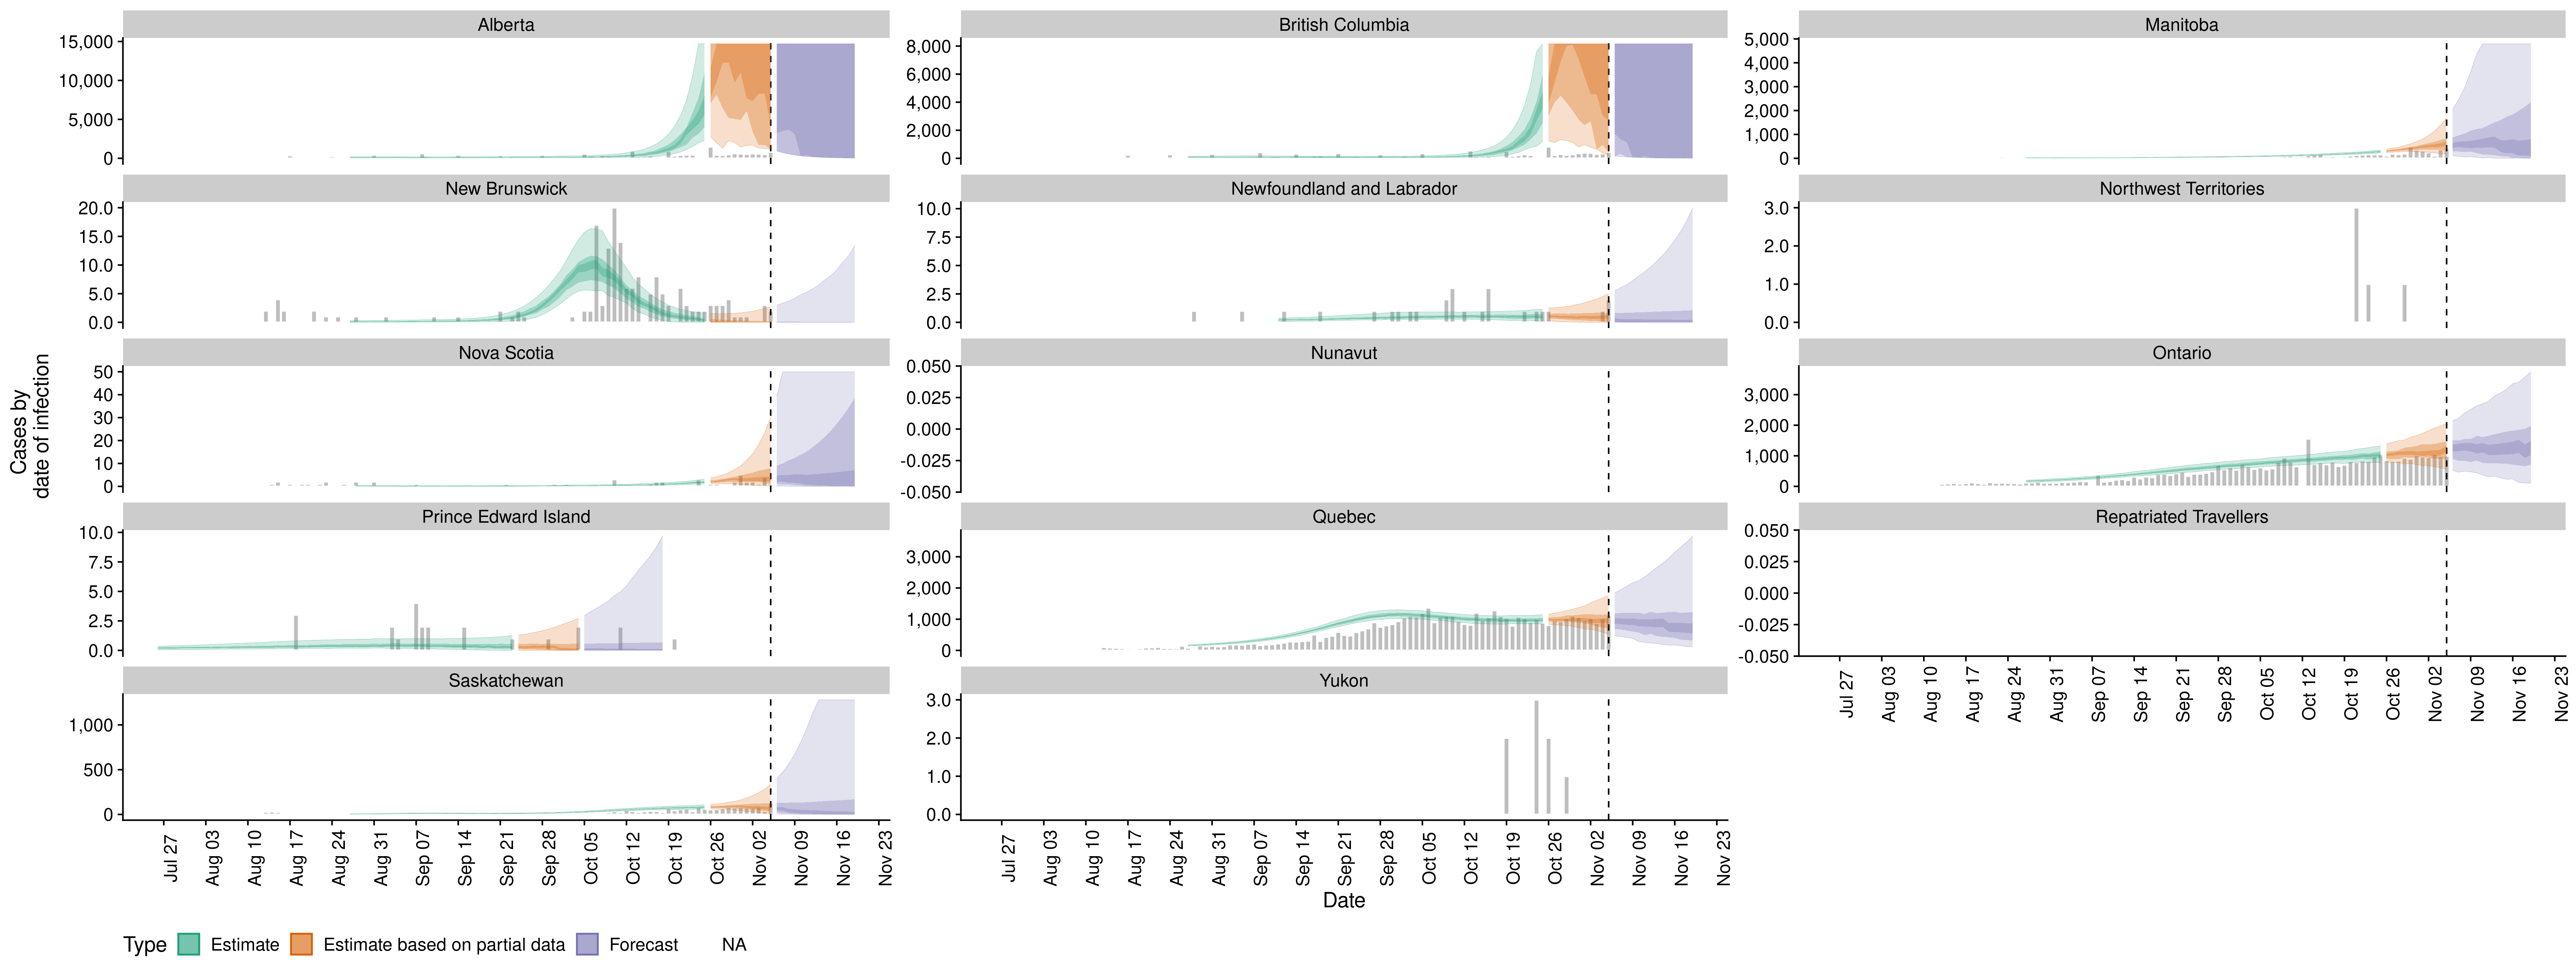 Alberta
15,000
10,000
5,000
0
British Columbia
8,000
6,000
4,000
2,000
0
Manitoba
5,000
4,000
3,000
2,000
1,000
0
New Brunswick
20.0
15.0
10.0
5.0
0.0
Newfoundland and Labrador
10.0
7.5
5.0
2.5
0.0
Northwest Territories
3.0
2.0
1.0
0.0
Cases by
date of infection
Nova Scotia
50
40
30
20
10
0
Nunavut
0.050
0.025
0.000
-0.025
-0.050
Ontario
3,000
2,000
1,000
0
Prince Edward Island
10.0
7.5
5.0
2.5
0.0
Quebec
3,000
2,000
1,000
0
Repatriated Travellers
0.050
0.025
0.000
-0.025
-0.050
Jul 27
Aug 03
Aug 10
Aug 17
Aug 24
Aug 31
Sep 07
Sep 14
Sep 21
Sep 28
Oct 05
Oct 12
Oct 19
Oct 26
Nov 02
Nov 09
Nov 16
Nov 23
Saskatchewan
1,000
500
0
Jul 27
Aug 03
Aug 10
Aug 17
Aug 24
Aug 31
Sep 07
Sep 14
Sep 21
Sep 28
Oct 05
Oct 12
Oct 19
Oct 26
Nov 02
Nov 09
Nov 16
Nov 23
Yukon
3.0
2.0
1.0
0.0
Jul 27
Aug 03
Aug 10
Aug 17
Aug 24
Aug 31
Sep 07
Sep 14
Sep 21
Sep 28
Oct 05
Oct 12
Oct 19
Oct 26
Nov 02
Nov 09
Nov 16
Nov 23
Date
Type Estimate Estimate based on partial data Forecast NA